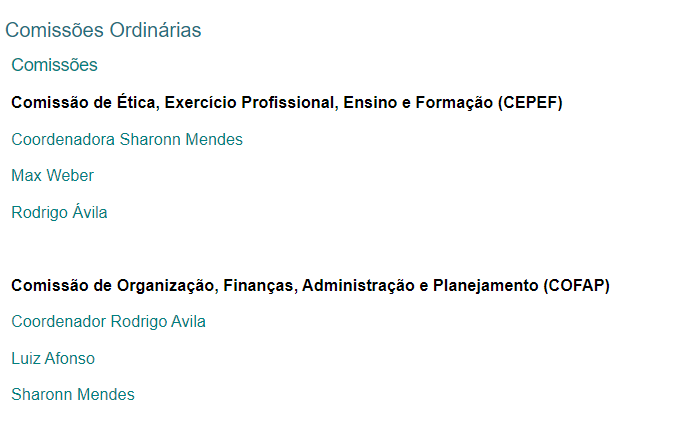 Comissões Ordinárias
Comissões
Comissão de Ética, Exercício Profissional, Ensino e Formação (CEPEF)
Coordenadora Sharonn Mendes
Max Weber
Rodrigo Ávila
Comissão de Organização, Finanças, Administração e Planejamento (COFAP)
Coordenador Rodrigo Avila
Luiz Afonso
Sharonn Mendes